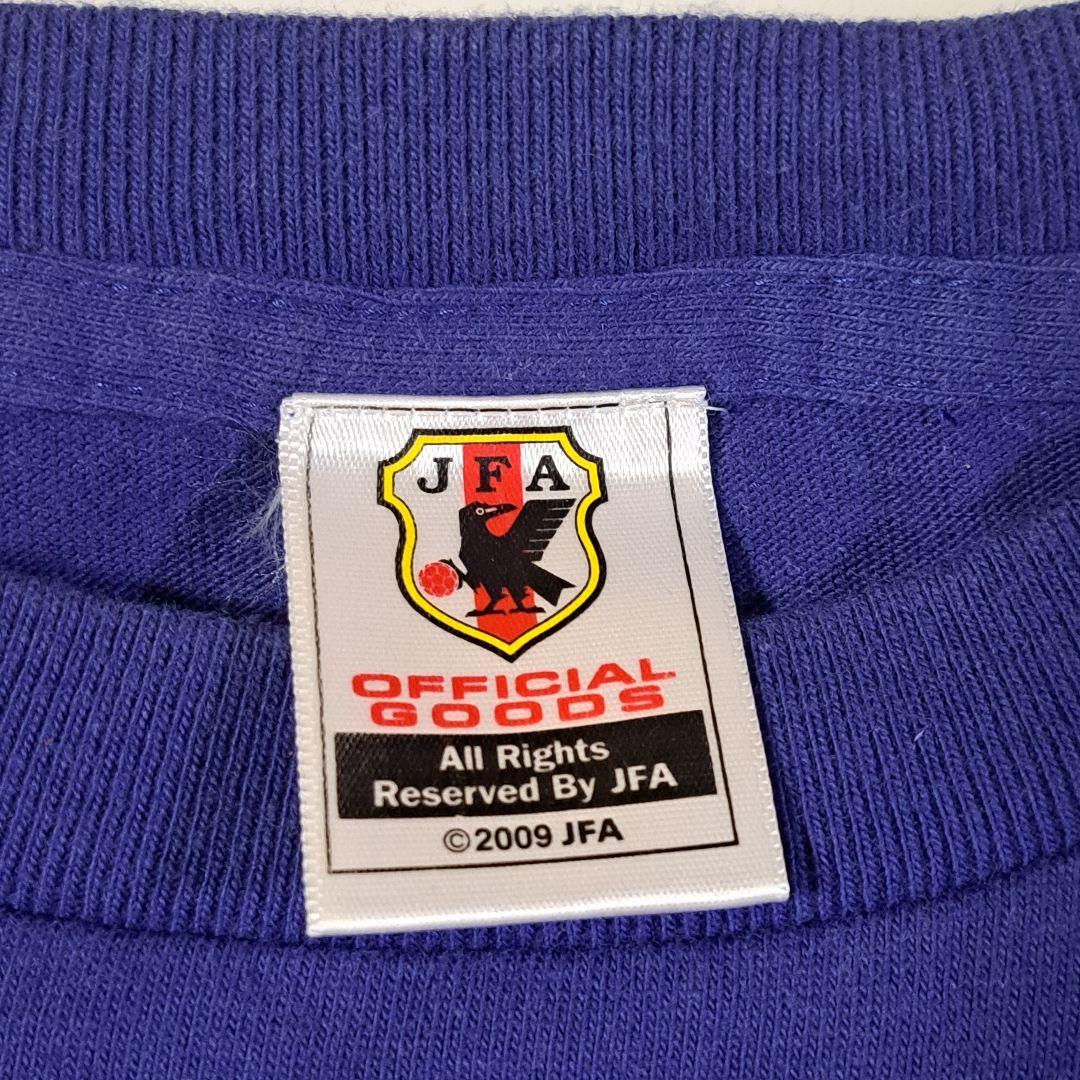 JFA
OFFICIAL
GOODS
All Rights
Reserved By JFA
©2009 JFA